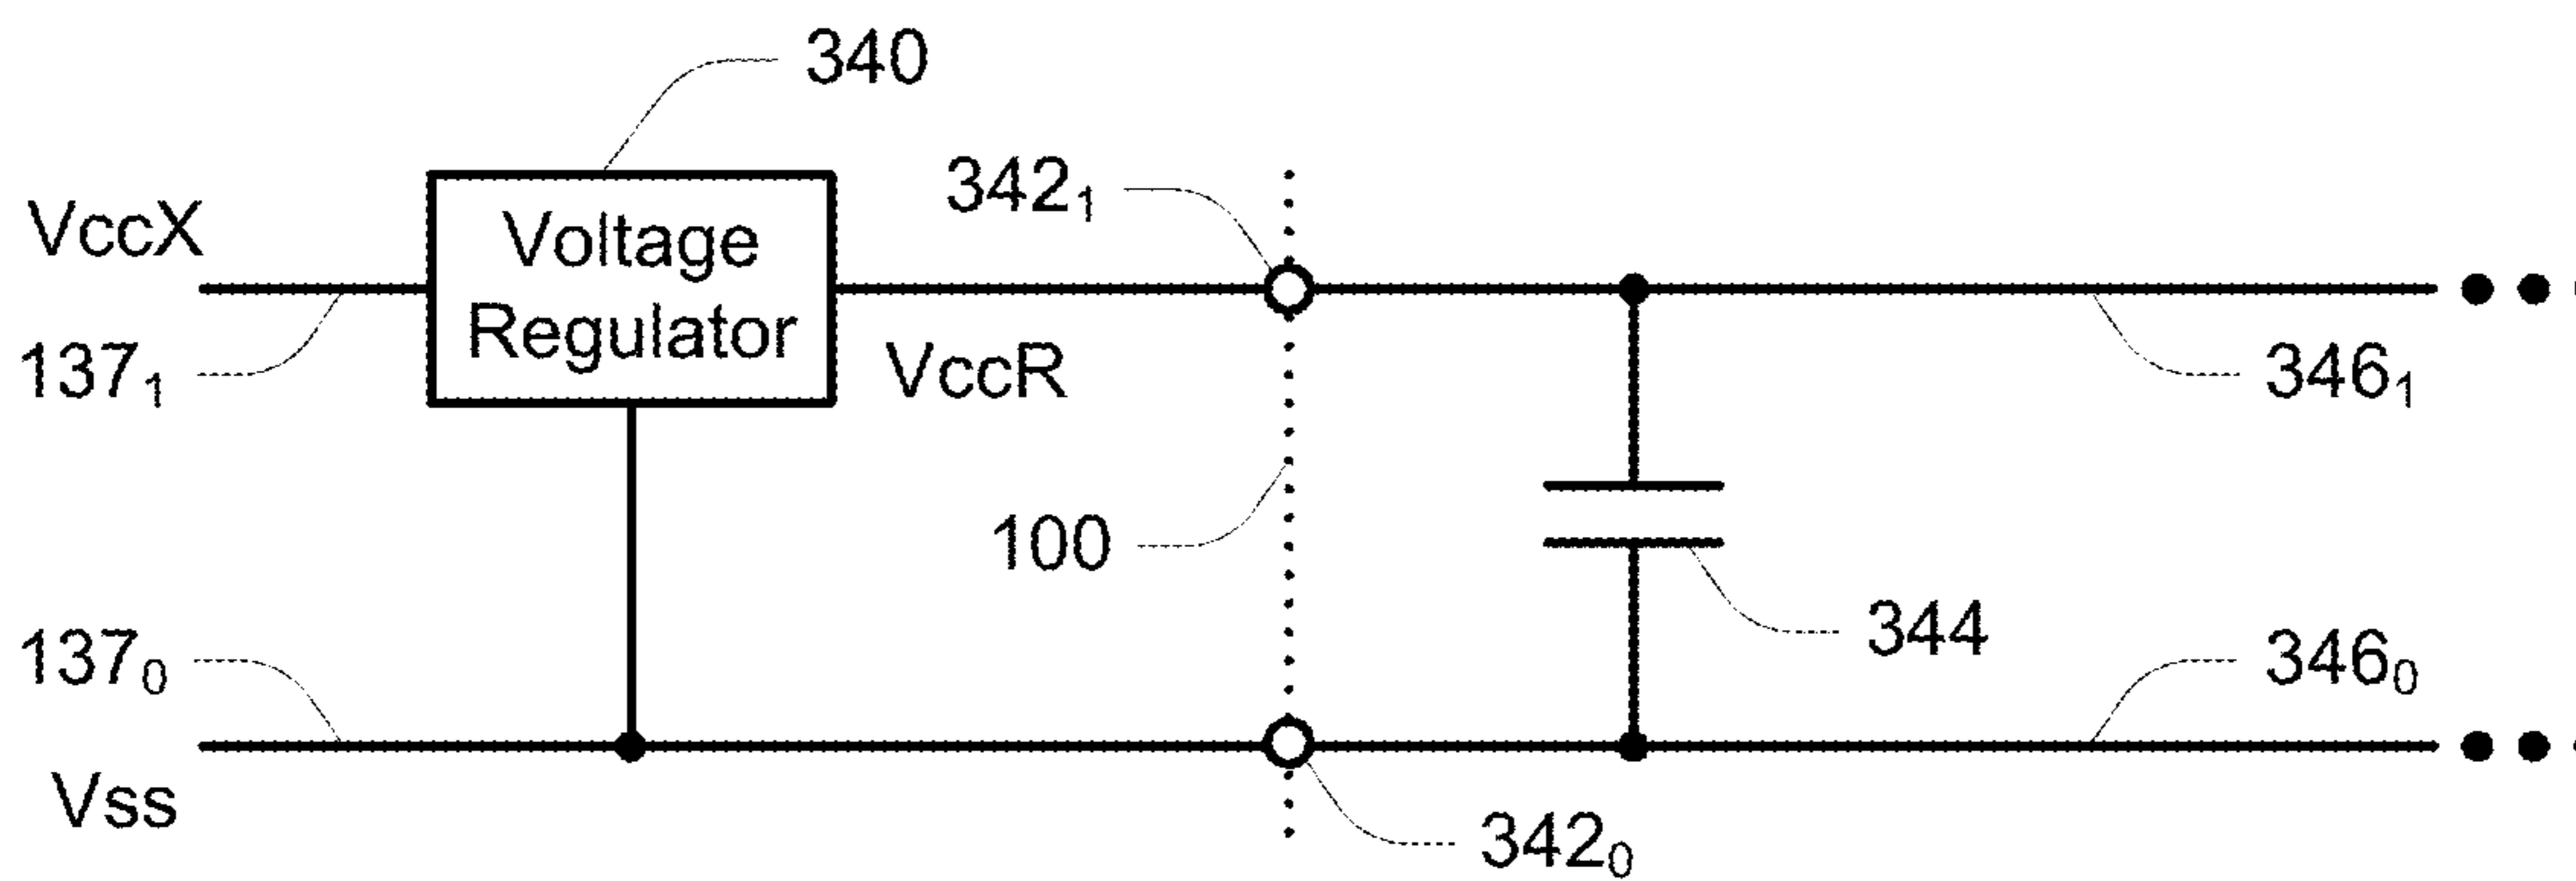 340
342₁
VccX
Voltage
Regulator
VccR
137₁
346₁
100
344
137₀
346₀
Vss
342₀